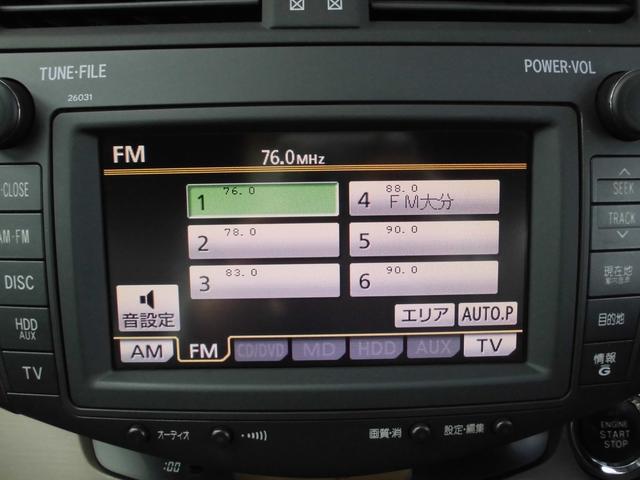 TUNE·FILE
POWER·VOL
26031
FM
76.0MHZ
1 76.0
4 88.0 FM大分
2 78.0
5 90.0
3 83.0
6 90.0
音設定
エリア
AUTO.P
AM
FM
CD/DVD
MD
HDD
AUX
TV
-CLOSE
AM·FM
DISC
HDD
AUX
TV
SEEK
TRACK
現在地
目的地
情報
G
オーディオ
画質·消
設定·編集
:00
ENGINE
START
STOP